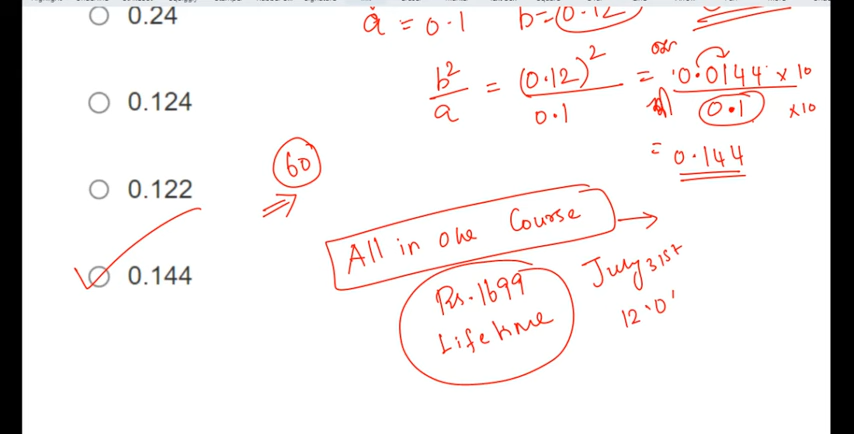 0.24
a = 0.1 b = 0.12
b² / a = (0.12)² / 0.1 = 0.0144 × 10 / 0.1 × 10
= 0.144
0.124
60
0.122
All in one Course →
0.144
Rs. 1699
Lifetime
July 31st
12'0'